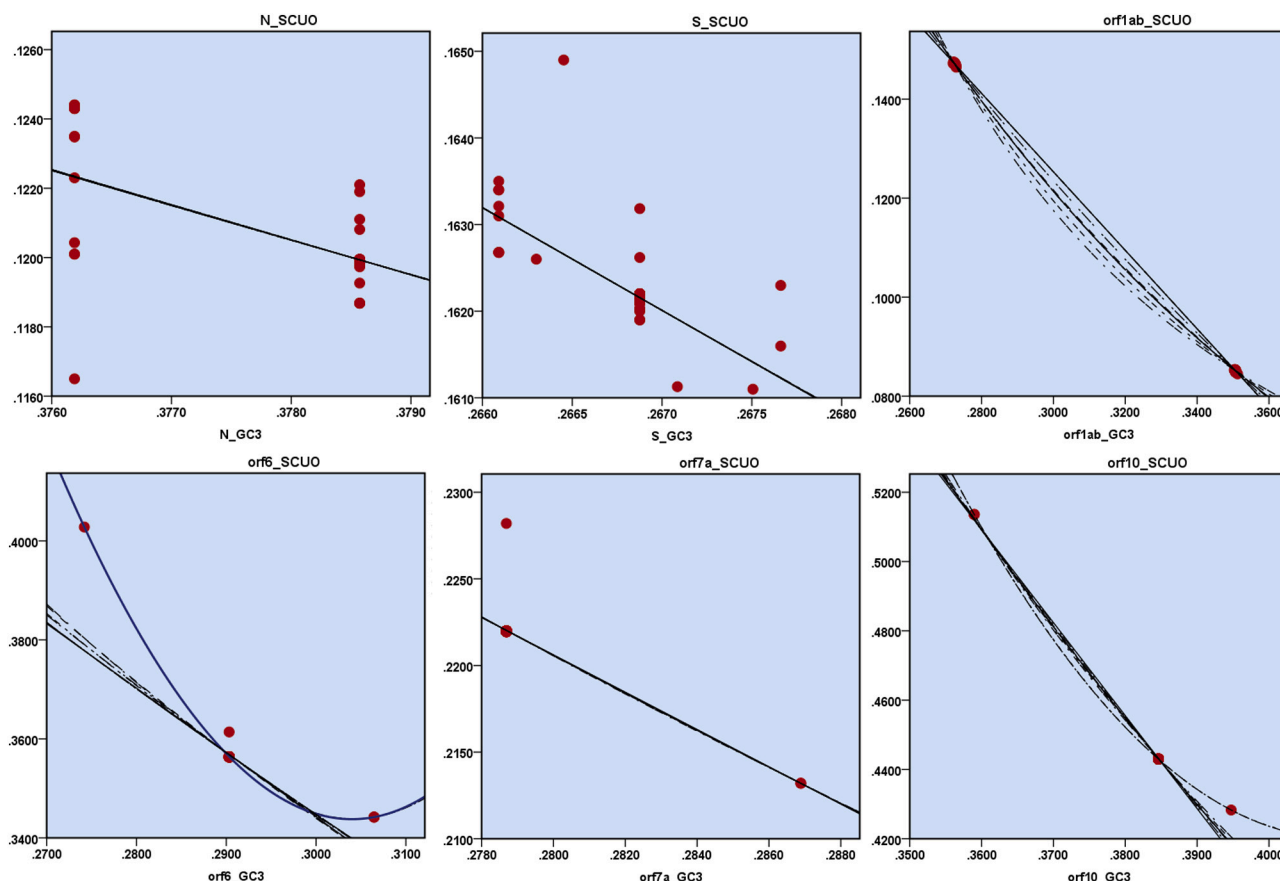 N_SCUO
.1260
.1240
.1220
.1200
.1180
.1160
.3760 .3770 .3780 .3790
N_GC3
S_SCUO
.1650
.1640
.1630
.1620
.1610
.2660 .2665 .2670 .2675 .2680
S_GC3
orf1ab_SCUO
.1400
.1200
.1000
.0800
.2600 .2800 .3000 .3200 .3400 .3600
orf1ab_GC3
orf6_SCUO
.4000
.3800
.3600
.3400
.2700 .2800 .2900 .3000 .3100
orf6_GC3
orf7a_SCUO
.2300
.2250
.2200
.2150
.2100
.2780 .2800 .2820 .2840 .2860 .2880
orf7a_GC3
orf10_SCUO
.5200
.5000
.4800
.4600
.4400
.4200
.3500 .3600 .3700 .3800 .3900 .4000
orf10_GC3